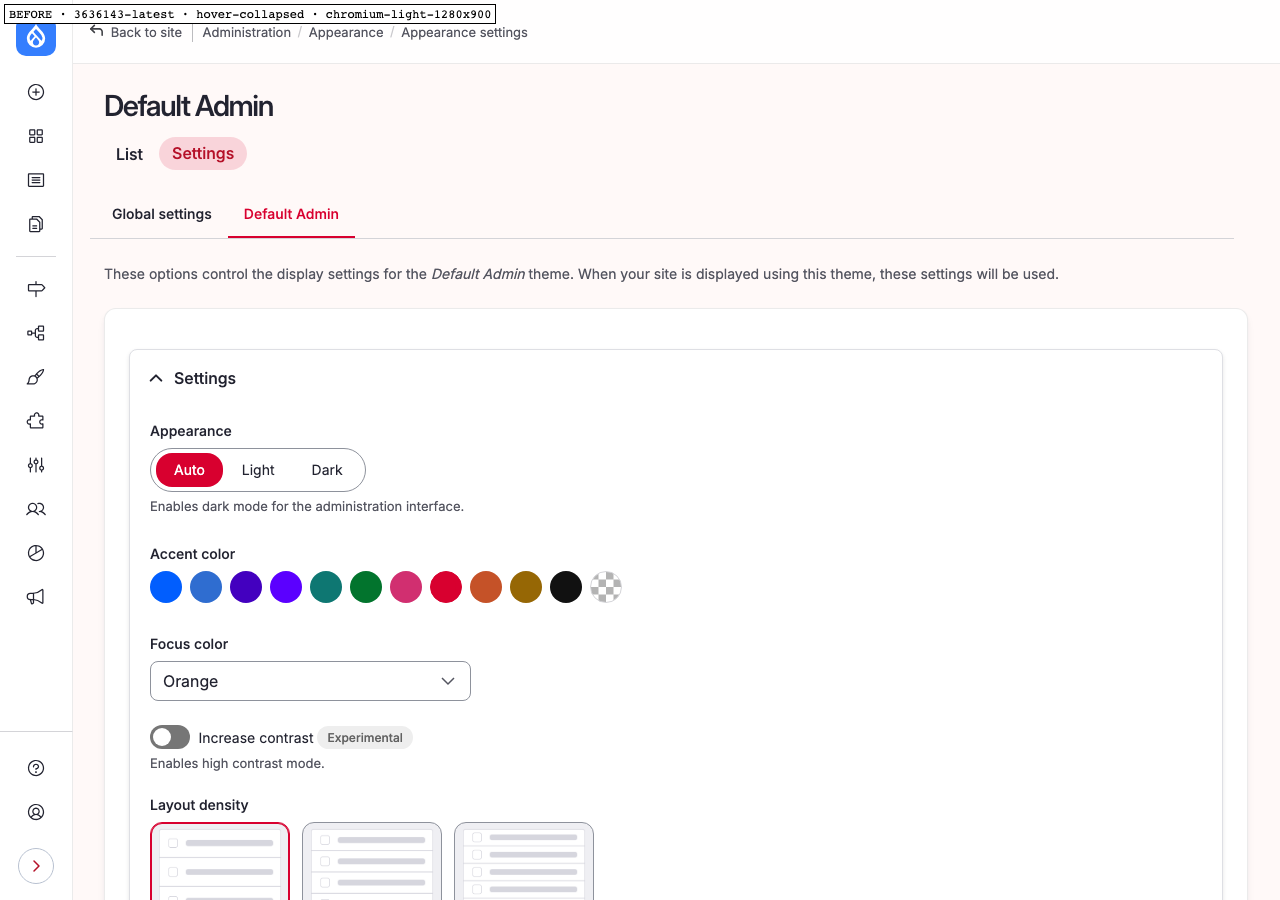 BEFORE • 3636143-latest • hover-collapsed • chromium-light-1280x900
Back to site Administration / Appearance / Appearance settings
Default Admin
List Settings
Global settings Default Admin
These options control the display settings for the Default Admin theme. When your site is displayed using this theme, these settings will be used.
Settings
Appearance
Auto Light Dark
Enables dark mode for the administration interface.
Accent color
Focus color
Orange
Increase contrast Experimental
Enables high contrast mode.
Layout density